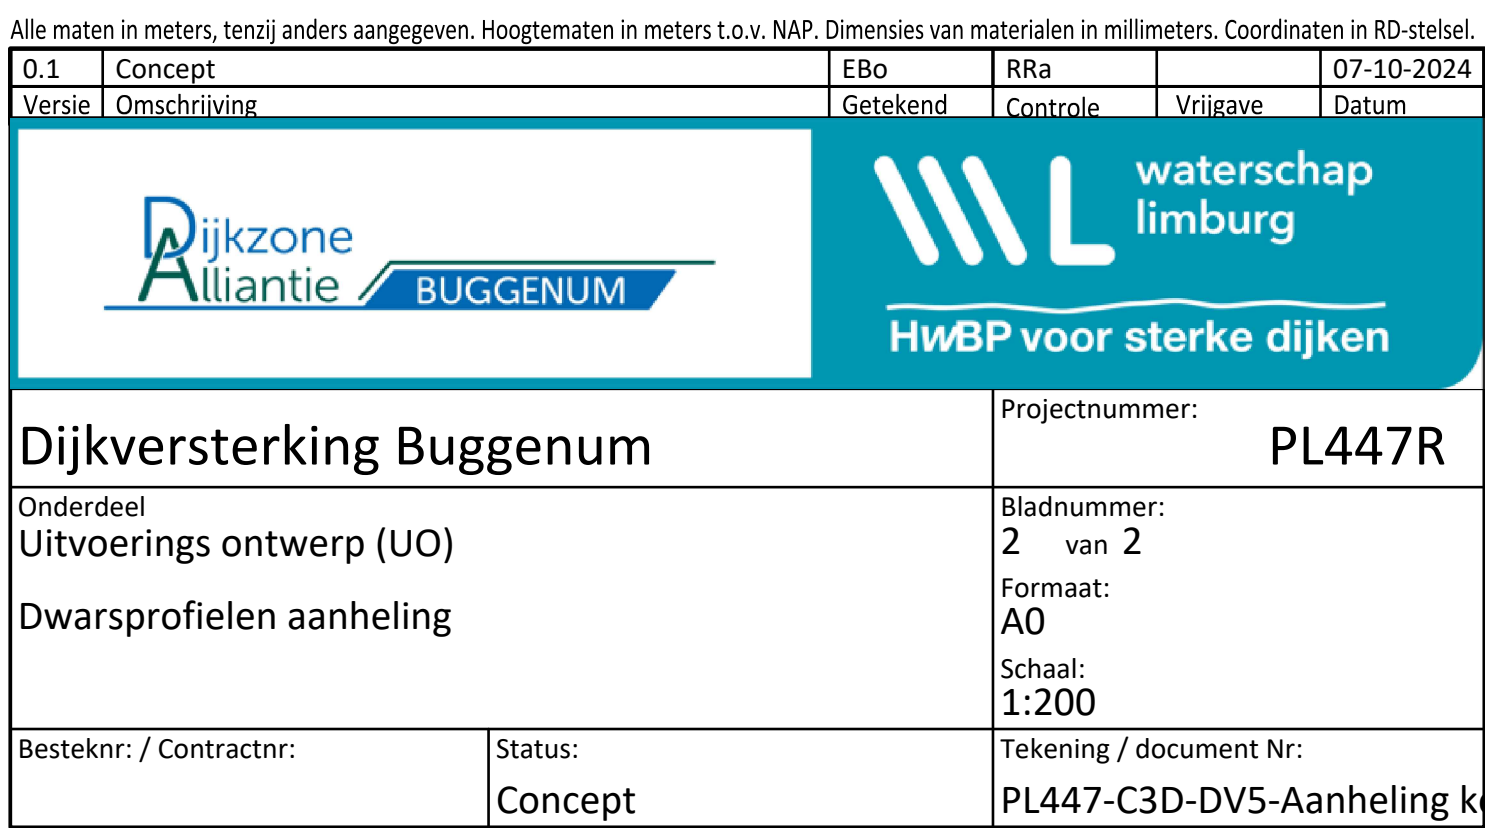 Alle maten in meters, tenzij anders aangegeven. Hoogtematen in meters t.o.v. NAP. Dimensies van materialen in millimeters. Coordinaten in RD-stelsel.
0.1 Concept EBo RRa 07-10-2024
Versie Omschrijving Getekend Controle Vrijgave Datum
Dijkzone
Alliantie BUGGENUM
WL waterschap
limburg
HWBP voor sterke dijken
Projectnummer:
Dijkversterking Buggenum PL447R
Onderdeel Bladnummer:
Uitvoerings ontwerp (UO) 2 van 2
Formaat:
Dwarsprofielen aanheling A0
Schaal:
1:200
Besteknr: / Contractnr: Status: Tekening / document Nr:
Concept PL447-C3D-DV5-Aanheling